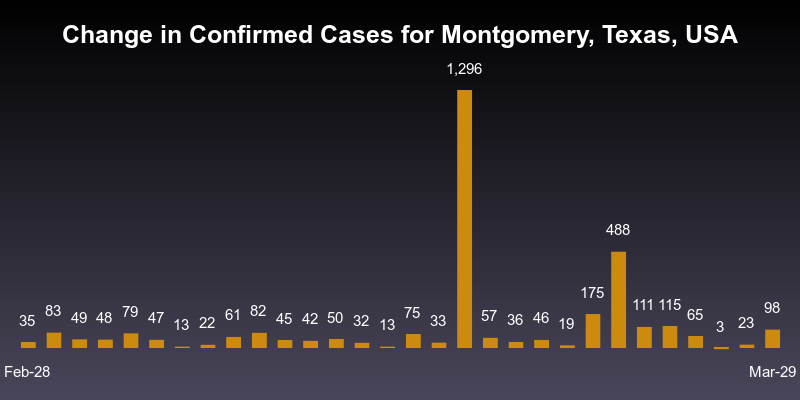 Change in Confirmed Cases for Montgomery, Texas, USA
1,296
488
175
111 115
98
83 79 82 75
65
61
57
35 49 48 47 45 42 50 32 33 36 46
13 22 13 19 3 23
Feb-28 Mar-29